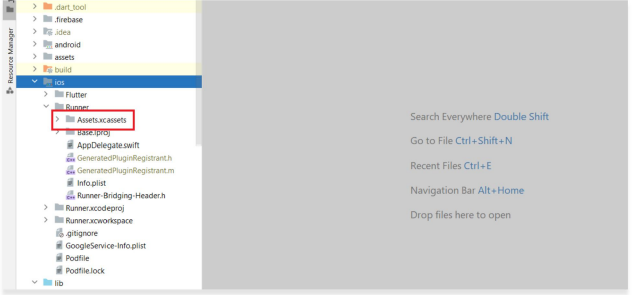 .dart_tool
.firebase
.idea
android
assets
build
ios
Flutter
Runner
Assets.xcassets
Base.lproj
AppDelegate.swift
GeneratedPluginRegistrant.h
GeneratedPluginRegistrant.m
Info.plist
Runner-Bridging-Header.h
Runner.xcodeproj
Runner.xcworkspace
.gitignore
GoogleService-Info.plist
Podfile
Podfile.lock
lib
Resource Manager
Search Everywhere Double Shift
Go to File Ctrl+Shift+N
Recent Files Ctrl+E
Navigation Bar Alt+Home
Drop files here to open